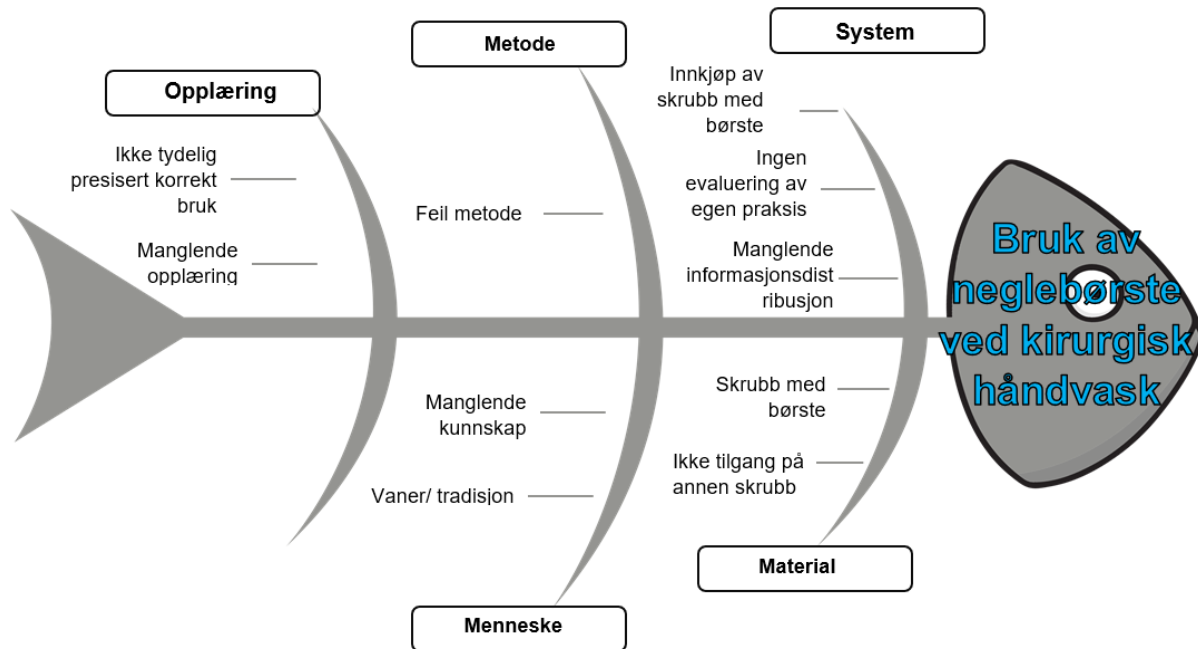 Opplæring
Ikke tydelig
presisert korrekt
bruk
Manglende
opplæring
Metode
Feil metode
System
Innkjøp av
skrubb med
børste
Ingen
evaluering av
egen praksis
Manglende
informasjonsdist
ribusjon
Bruk av
neglebørste
ved kirurgisk
håndvask
Manglende
kunnskap
Vaner/ tradisjon
Menneske
Skrubb med
børste
Ikke tilgang på
annen skrubb
Material